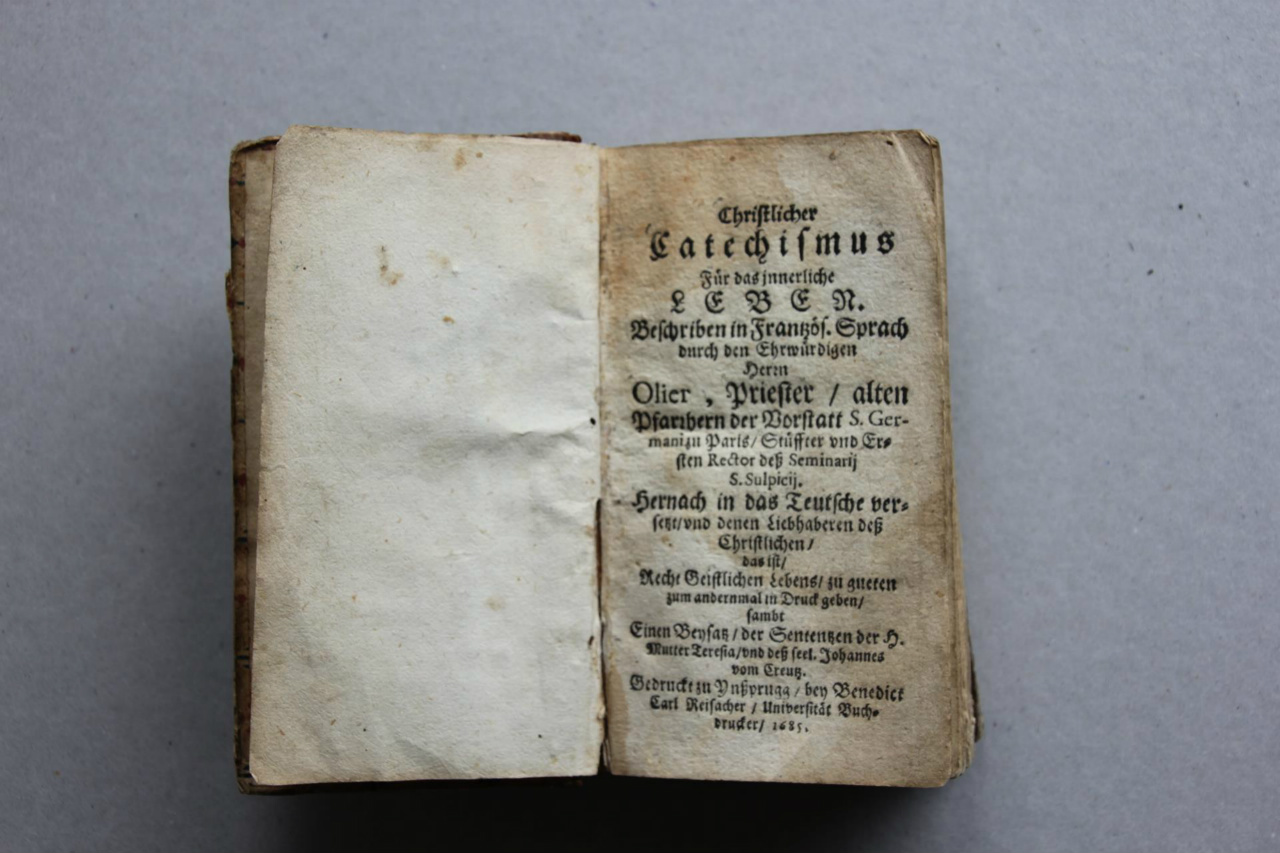 Christlicher
Catechismus
Für das jnnerliche
LEBEN.
Beschriben in Frantzös. Sprach
durch den Ehrwürdigen
Herrn
Olier, Priester / alten
Pfarrhern der Vorstatt S. Ger-
mani zu Paris / Stüffter vnd Er-
sten Rector deß Seminarij
S. Sulpicij.
Hernach in das Teutsche ver-
setzt / vnd denen Liebhaberen deß
Christlichen /
das ist /
Recht Geistlichen Lebens / zu gueten
zum andernmal in Druck geben /
sambt
Einen Beysatz / der Sententzen der H.
Mutter Teresia / vnd deß seel. Johannes
vom Creutz.
Gedruckt zu Ynßprugg / bey Benedict
Carl Reisacher / Universität Buch-
drucker / 1685.